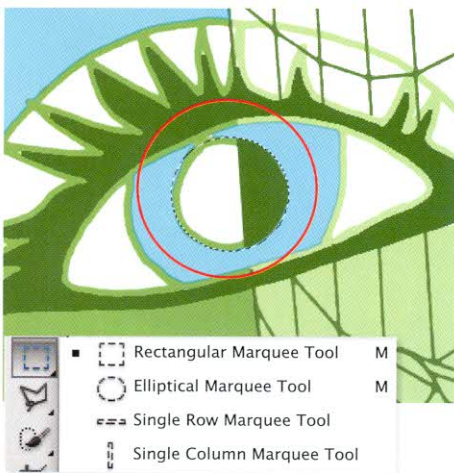 Rectangular Marquee Tool M
Elliptical Marquee Tool M
Single Row Marquee Tool
Single Column Marquee Tool